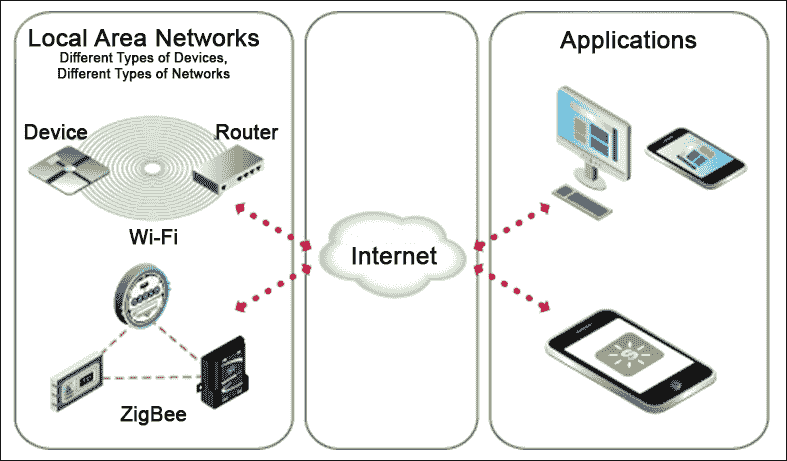 Local Area Networks
Different Types of Devices,
Different Types of Networks
Device
Router
Wi-Fi
ZigBee
Internet
Applications